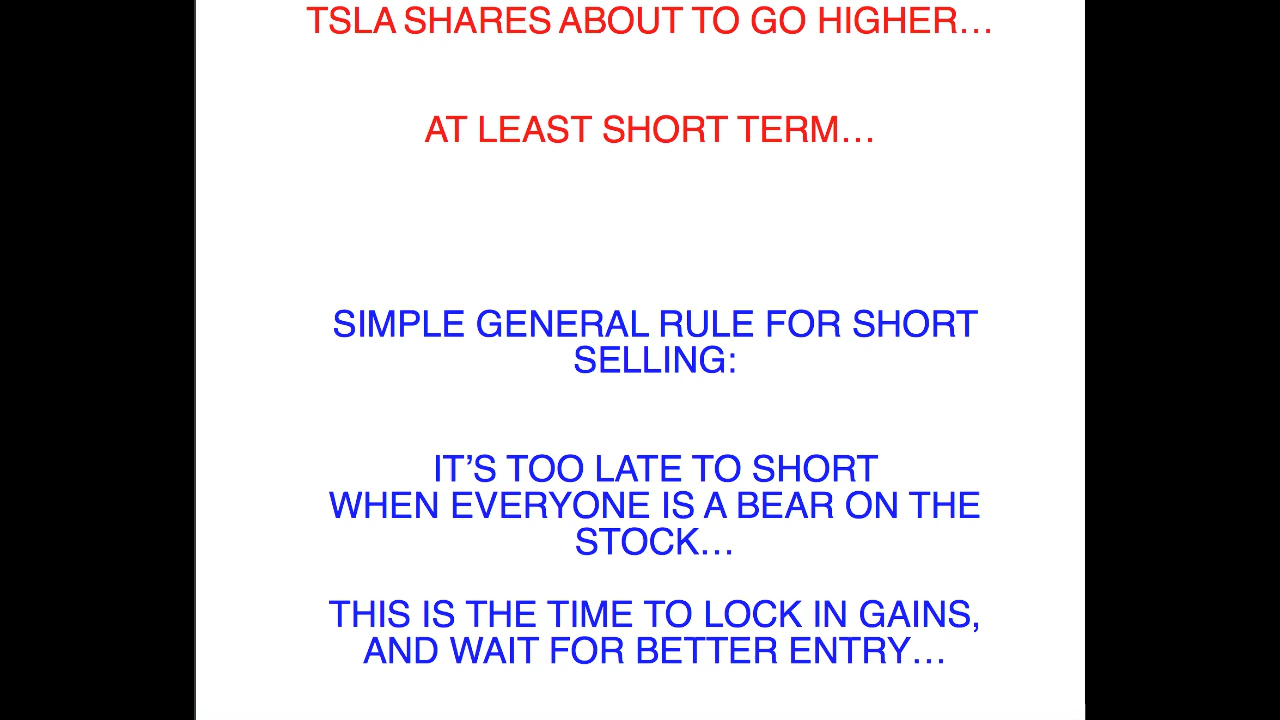 TSLA SHARES ABOUT TO GO HIGHER…
AT LEAST SHORT TERM…
SIMPLE GENERAL RULE FOR SHORT
SELLING:
IT’S TOO LATE TO SHORT
WHEN EVERYONE IS A BEAR ON THE
STOCK…
THIS IS THE TIME TO LOCK IN GAINS,
AND WAIT FOR BETTER ENTRY…